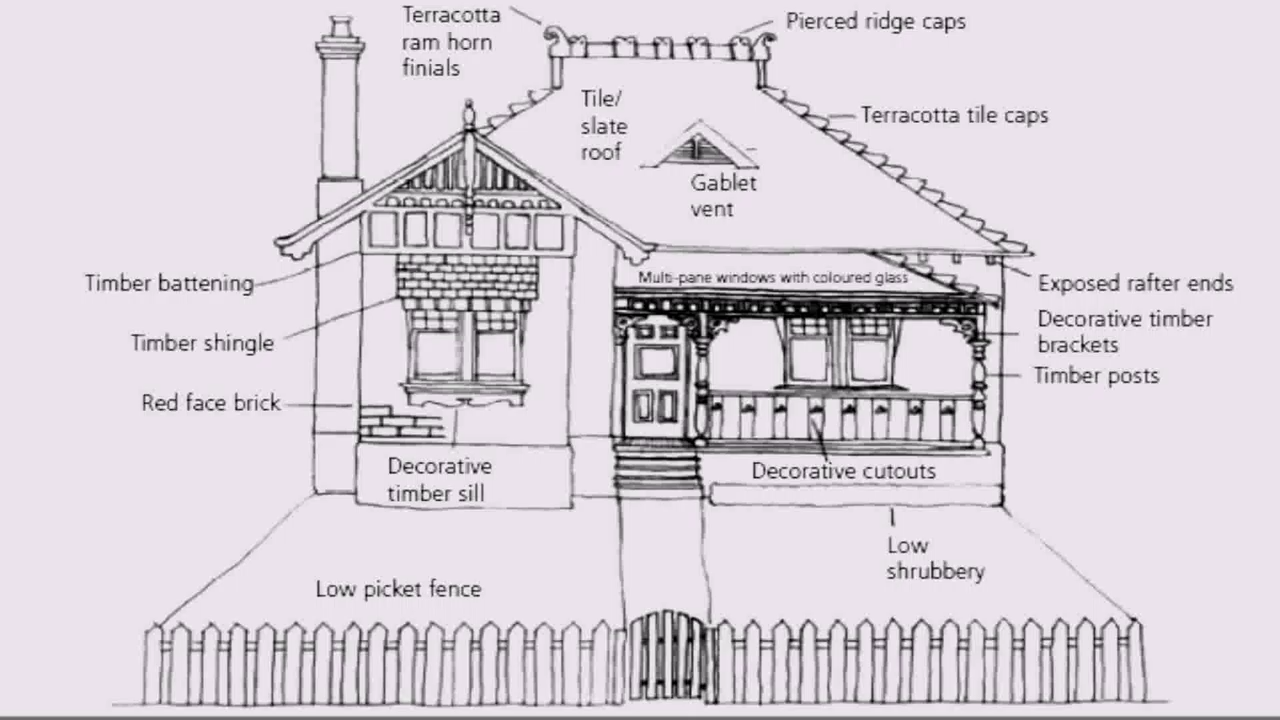 Terracotta
ram horn
finials
Pierced ridge caps
Tile/
slate
roof
Terracotta tile caps
Gablet
vent
Timber battening
Multi-pane windows with coloured glass
Exposed rafter ends
Timber shingle
Decorative timber
brackets
Timber posts
Red face brick
Decorative
timber sill
Decorative cutouts
Low
shrubbery
Low picket fence